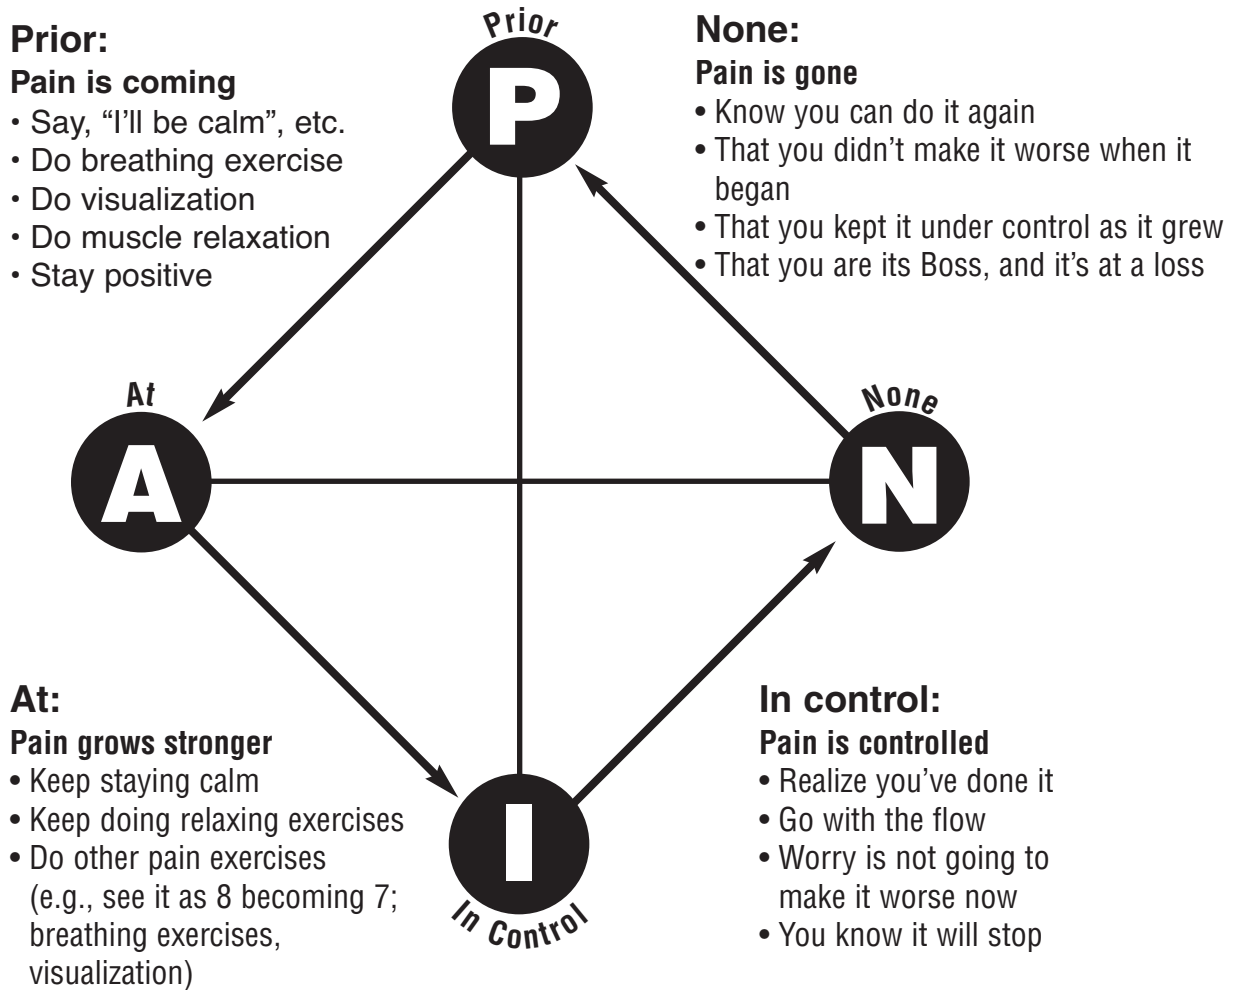 Prior:
Pain is coming
• Say, “I’ll be calm”, etc.
• Do breathing exercise
• Do visualization
• Do muscle relaxation
• Stay positive
Prior
P
None:
Pain is gone
• Know you can do it again
• That you didn’t make it worse when it
began
• That you kept it under control as it grew
• That you are its Boss, and it’s at a loss
At
A
None
N
At:
Pain grows stronger
• Keep staying calm
• Keep doing relaxing exercises
• Do other pain exercises
(e.g., see it as 8 becoming 7;
breathing exercises,
visualization)
I
In Control
In control:
Pain is controlled
• Realize you’ve done it
• Go with the flow
• Worry is not going to
make it worse now
• You know it will stop